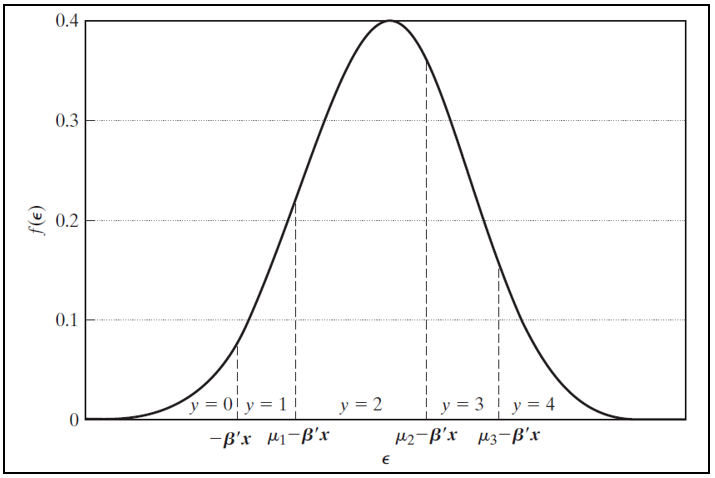 0.4
0.3
0.2
0.1
0
f(ϵ)
y = 0 y = 1 y = 2 y = 3 y = 4
−β′x μ₁−β′x μ₂−β′x μ₃−β′x
ϵ